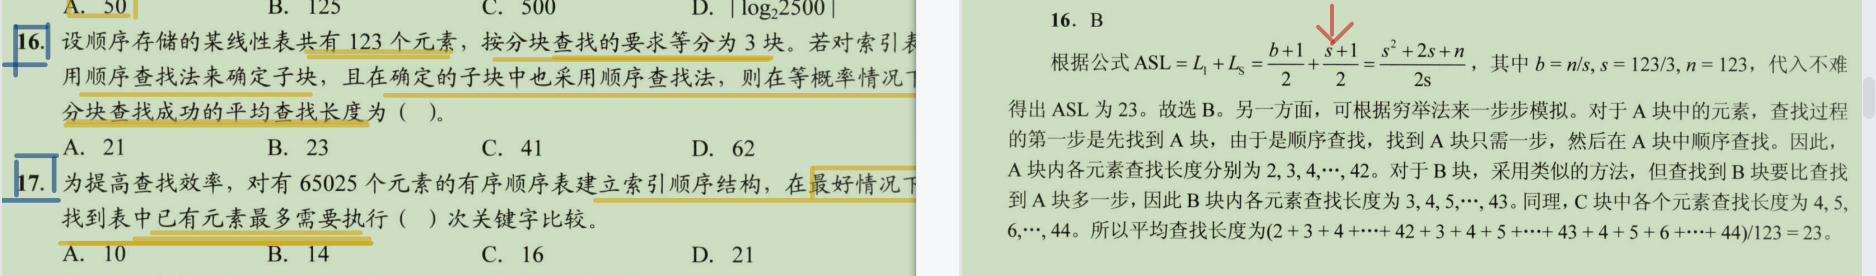 A. 50 B. 125 C. 500 D. | log₂2500 |
16. 设顺序存储的某线性表共有 123 个元素，按分块查找的要求等分为 3 块。若对索引表
用顺序查找法来确定子块，且在确定的子块中也采用顺序查找法，则在等概率情况下
分块查找成功的平均查找长度为（ ）。
A. 21 B. 23 C. 41 D. 62
17. 为提高查找效率，对有 65025 个元素的有序顺序表建立索引顺序结构，在最好情况下
找到表中已有元素最多需要执行（ ）次关键字比较。
A. 10 B. 14 C. 16 D. 21
16. B
根据公式 ASL = L₁ + Lₛ = (b+1)/2 + (s+1)/2 = (s² + 2s + n)/2s ，其中 b = n/s, s = 123/3, n = 123，代入不难
得出 ASL 为 23。故选 B。另一方面，可根据穷举法来一步步模拟。对于 A 块中的元素，查找过程
的第一步是先找到 A 块，由于是顺序查找，找到 A 块只需一步，然后在 A 块中顺序查找。因此，
A 块内各元素查找长度分别为 2, 3, 4,⋯, 42。对于 B 块，采用类似的方法，但查找到 B 块要比查找
到 A 块多一步，因此 B 块内各元素查找长度为 3, 4, 5,⋯, 43。同理，C 块中各个元素查找长度为 4, 5,
6,⋯, 44。所以平均查找长度为(2 + 3 + 4 +⋯+ 42 + 3 + 4 + 5 +⋯+ 43 + 4 + 5 + 6 +⋯+ 44)/123 = 23。